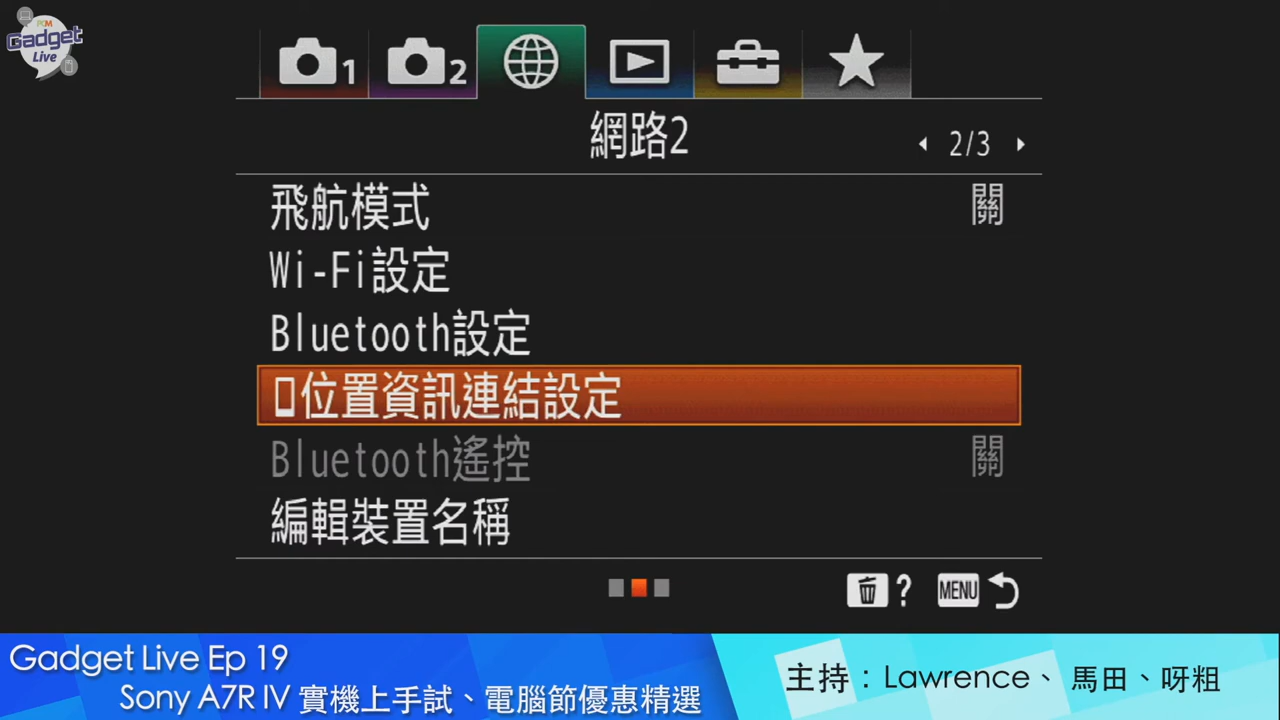 PCM
Gadget
Live
1
2
網路2
2/3
飛航模式 關
Wi-Fi設定
Bluetooth設定
位置資訊連結設定
Bluetooth遙控 關
編輯裝置名稱
? MENU
Gadget Live Ep 19
Sony A7R IV 實機上手試、電腦節優惠精選
主持：Lawrence、馬田、呀粗